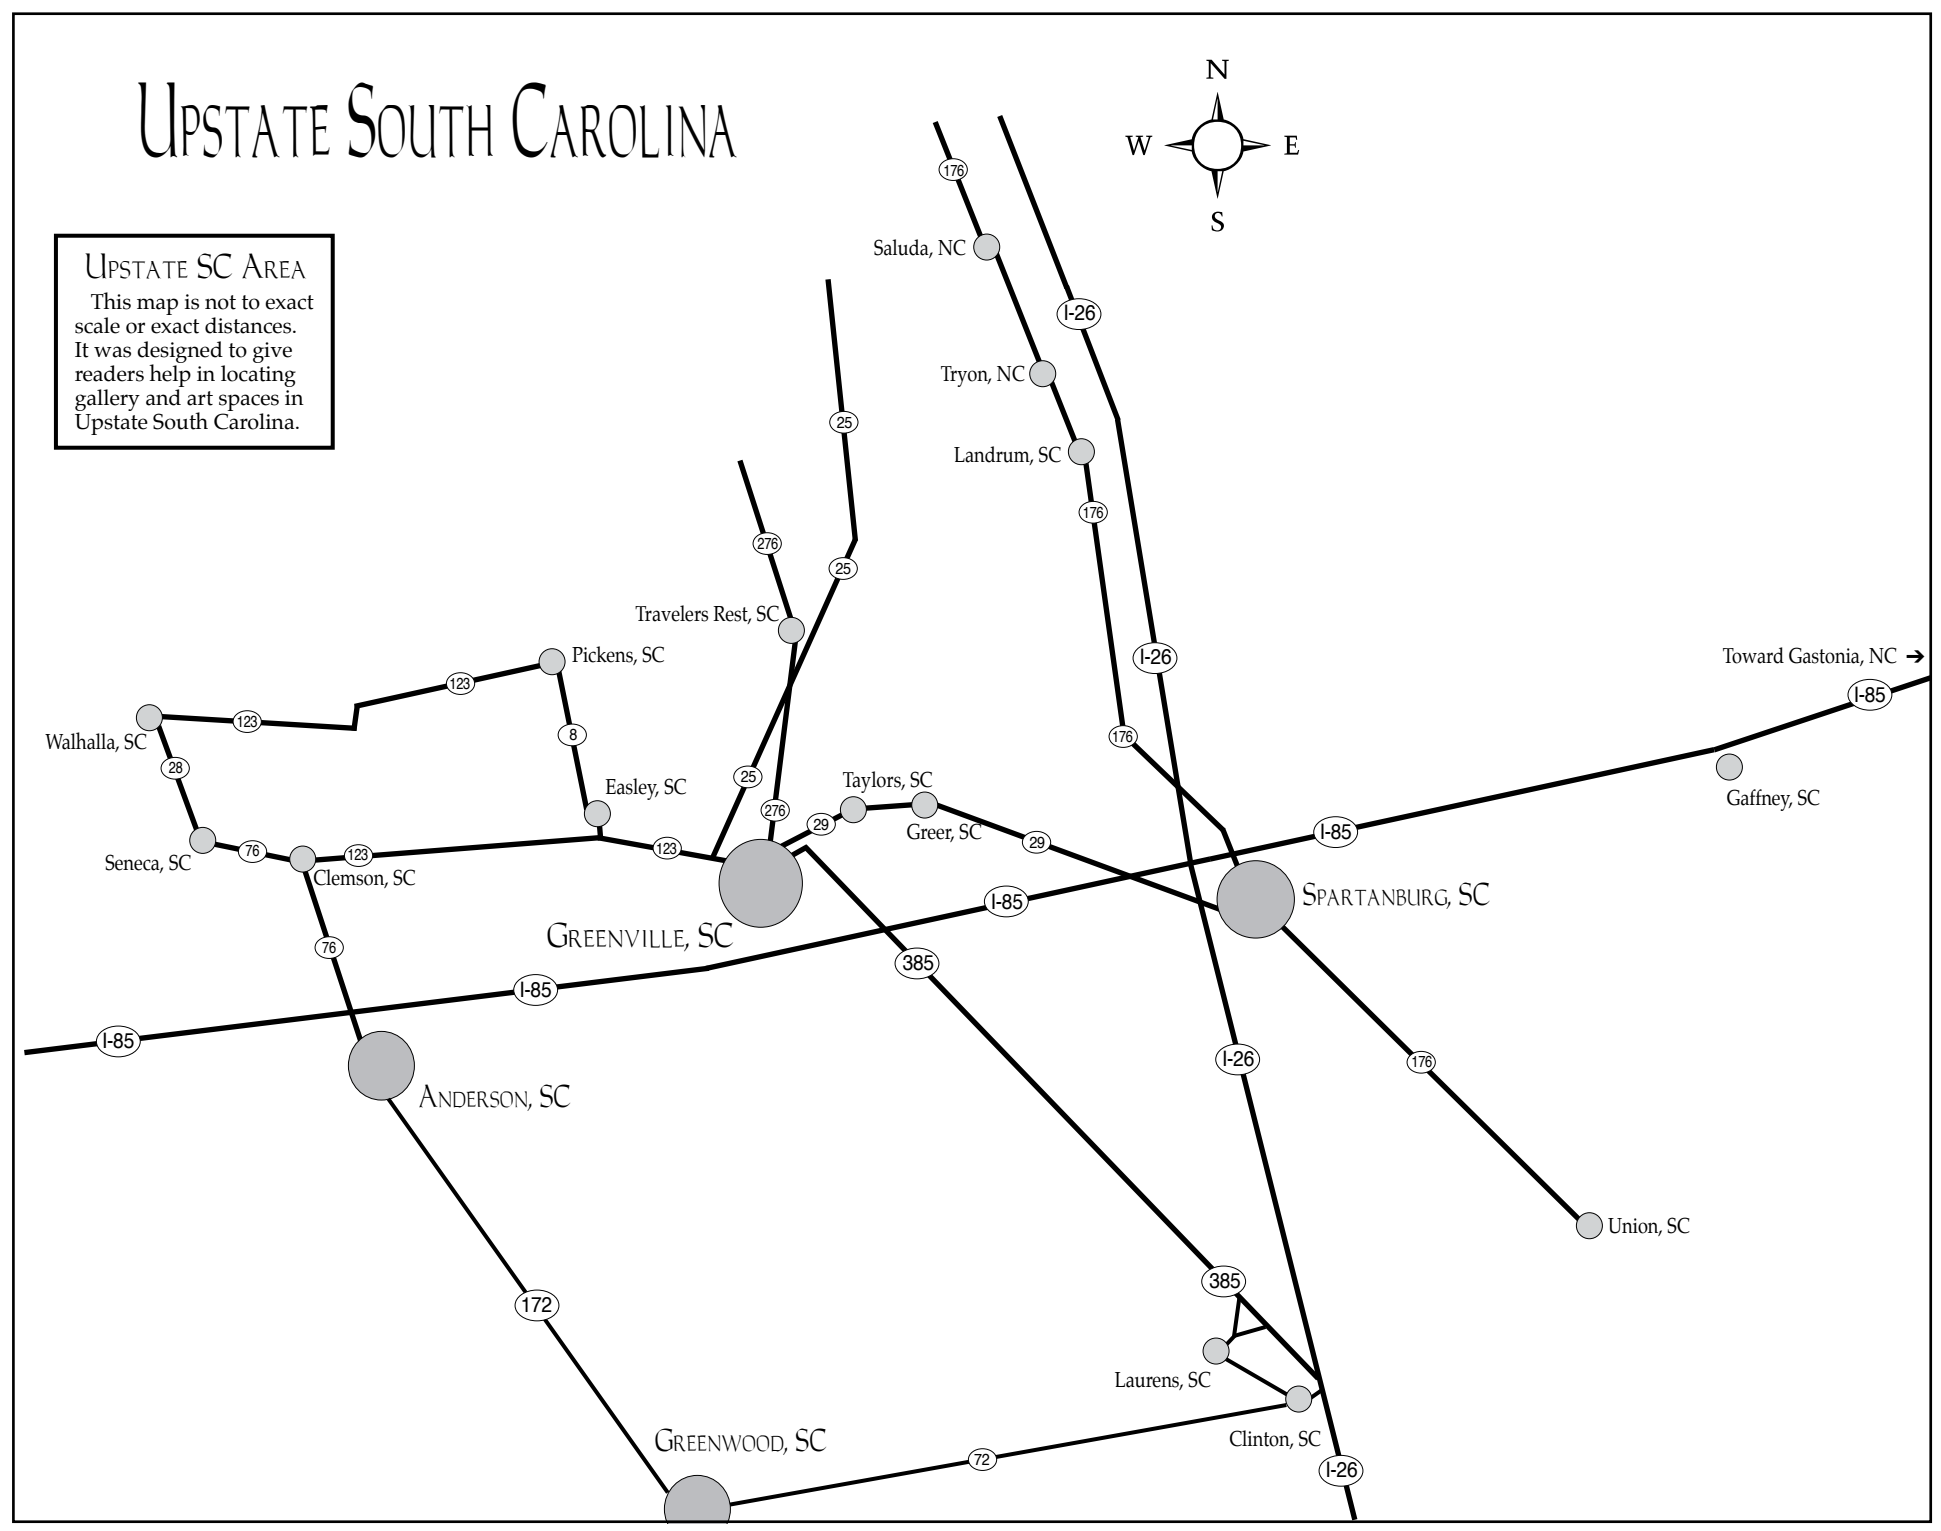 Upstate South Carolina
N
W E
S
176
Saluda, NC
Upstate SC Area
This map is not to exact
scale or exact distances.
It was designed to give
readers help in locating
gallery and art spaces in
Upstate South Carolina.
I-26
Tryon, NC
25
Landrum, SC
176
276
25
Travelers Rest, SC
Pickens, SC
I-26
Toward Gastonia, NC ➔
123
I-85
123
Walhalla, SC
8
176
28
25
Gaffney, SC
Easley, SC
Taylors, SC
276
29
Greer, SC
I-85
29
Seneca, SC
76
123
123
Clemson, SC
Spartanburg, SC
I-85
Greenville, SC
76
385
I-85
I-85
I-26
176
Anderson, SC
Union, SC
385
172
Laurens, SC
Greenwood, SC
Clinton, SC
72
I-26